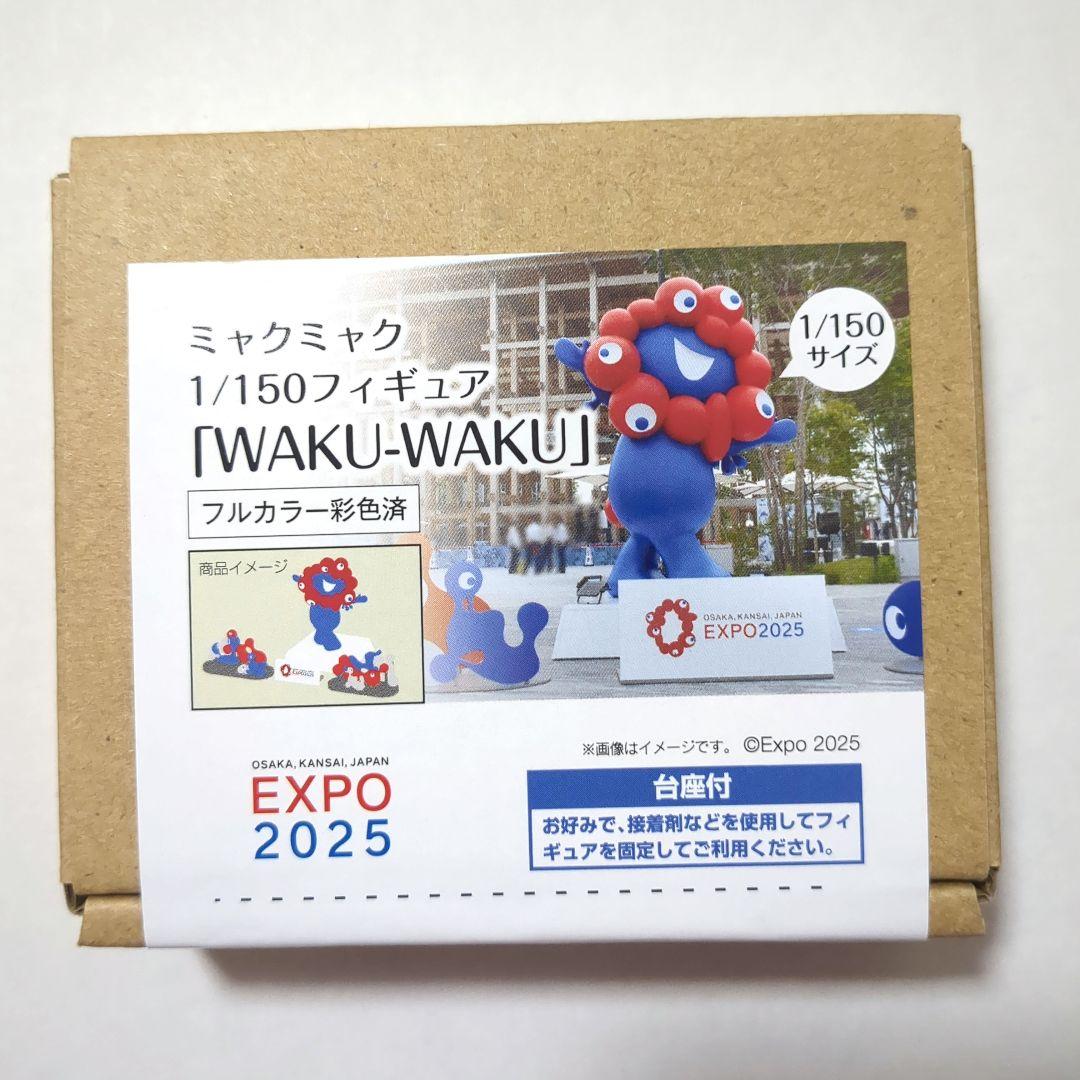 ミャクミャク
1/150フィギュア
「WAKU-WAKU」
フルカラー彩色済
商品イメージ
1/150
サイズ
OSAKA, KANSAI, JAPAN
EXPO2025
※画像はイメージです。 ©Expo 2025
OSAKA, KANSAI, JAPAN
EXPO
2025
台座付
お好みで、接着剤などを使用してフィ
ギュアを固定してご利用ください。